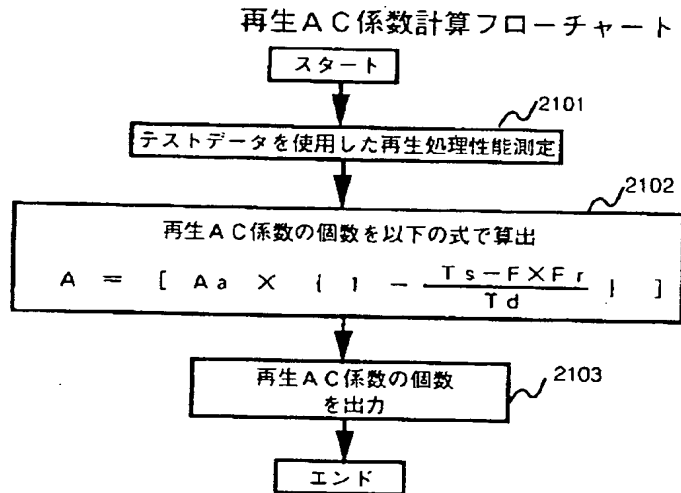 再生AC係数計算フローチャート
スタート
2101
テストデータを使用した再生処理性能測定
2102
再生AC係数の個数を以下の式で算出
A = [ Aa × { 1 - (Ts-F×Fr)/Td } ]
再生AC係数の個数
を出力
2103
エンド